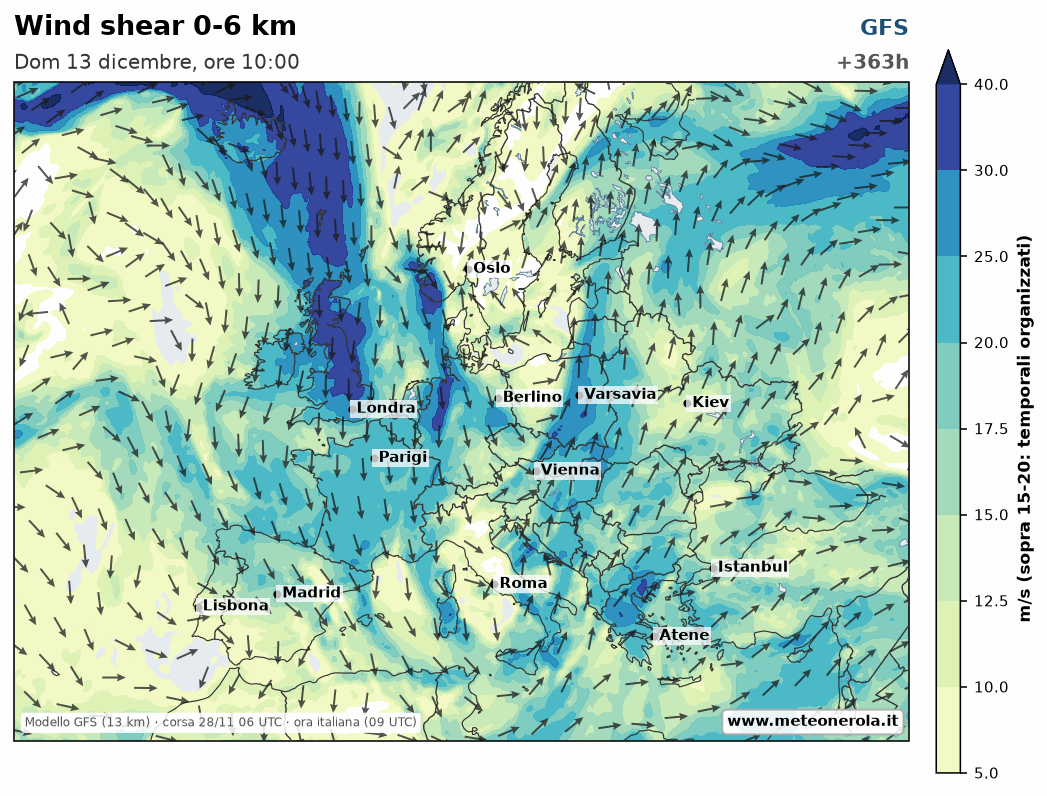 Wind shear 0-6 km
GFS
Dom 13 dicembre, ore 10:00
+363h
Oslo
Berlino
Varsavia
Kiev
Londra
Parigi
Vienna
Istanbul
Roma
Madrid
Lisbona
Atene
Modello GFS (13 km) · corsa 28/11 06 UTC · ora italiana (09 UTC)
www.meteonerola.it
40.0
30.0
25.0
20.0
17.5
15.0
12.5
10.0
5.0
m/s (sopra 15-20: temporali organizzati)